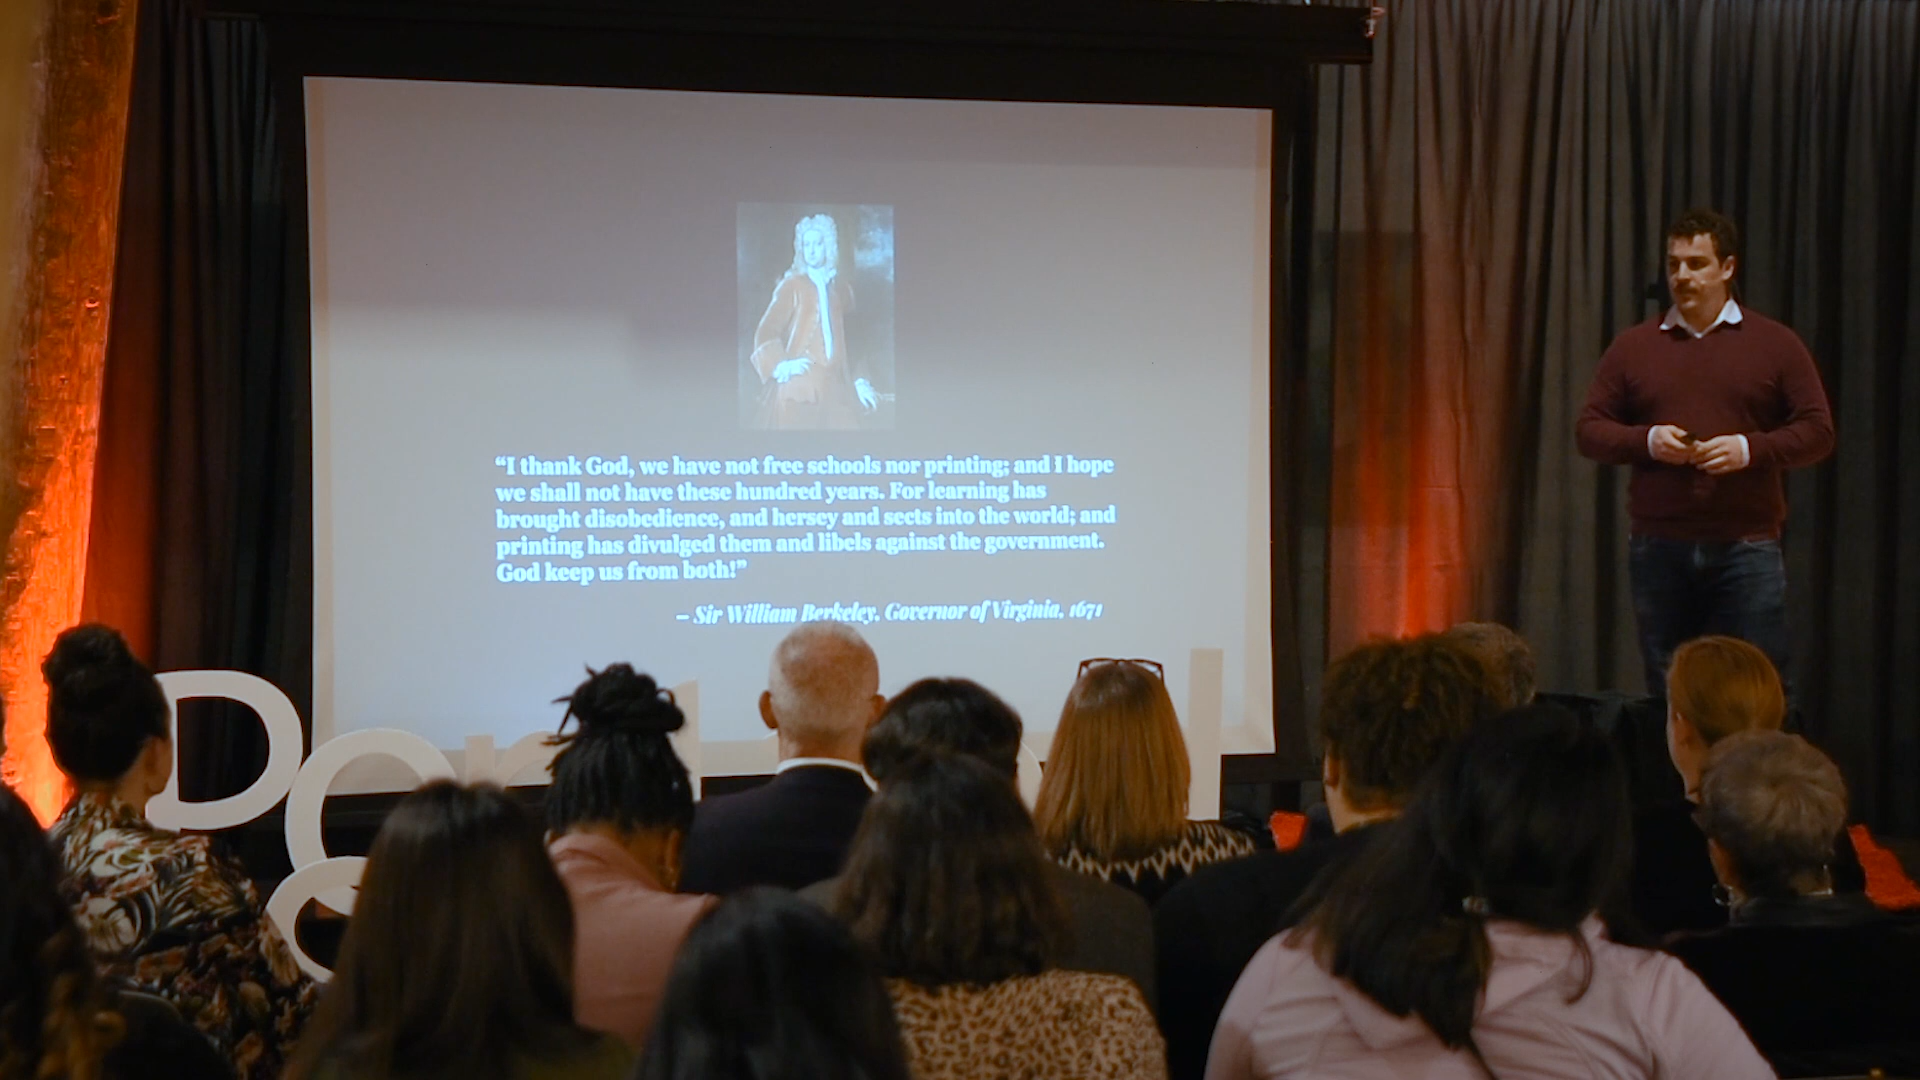 “I thank God, we have not free schools nor printing; and I hope
we shall not have these hundred years. For learning has
brought disobedience, and hersey and sects into the world; and
printing has divulged them and libels against the government.
God keep us from both!”
– Sir William Berkeley, Governor of Virginia, 1671